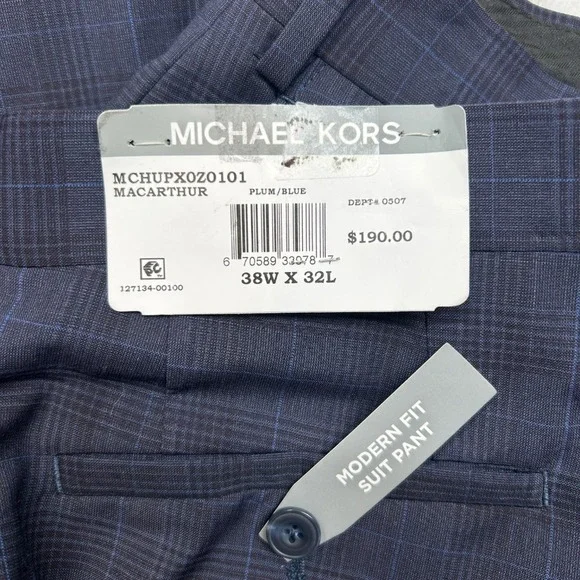 MICHAEL KORS
MCHUPX0Z0101
MACARTHUR PLUM/BLUE
DEPT# 0507
$190.00
6 70589 33078 7
38W X 32L
127134-00100
MODERN FIT
SUIT PANT